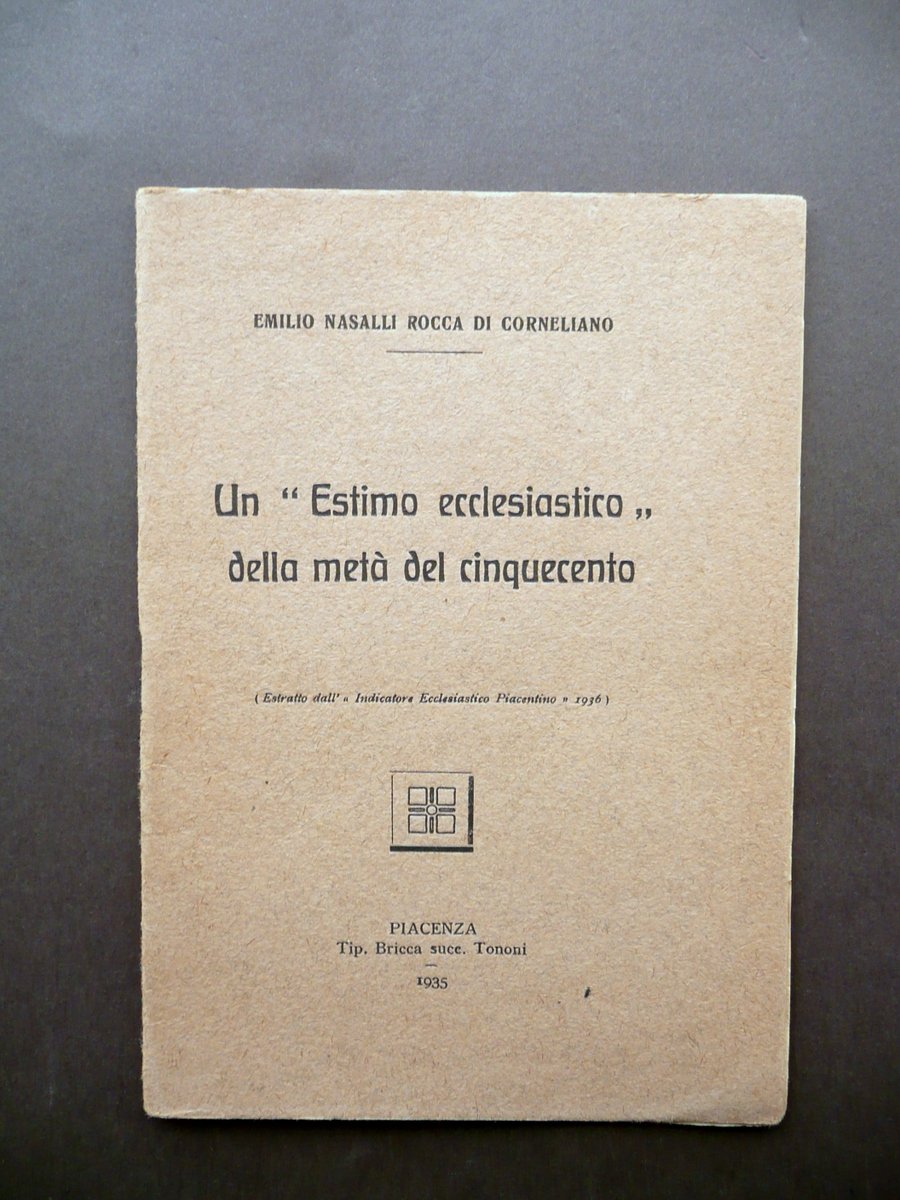 EMILIO NASALLI ROCCA DI CORNELIANO
Un “ Estimo ecclesiastico „
della metà del cinquecento
( Estratto dall' « Indicatore Ecclesiastico Piacentino » 1936 )
PIACENZA
Tip. Bricca succ. Tononi
1935